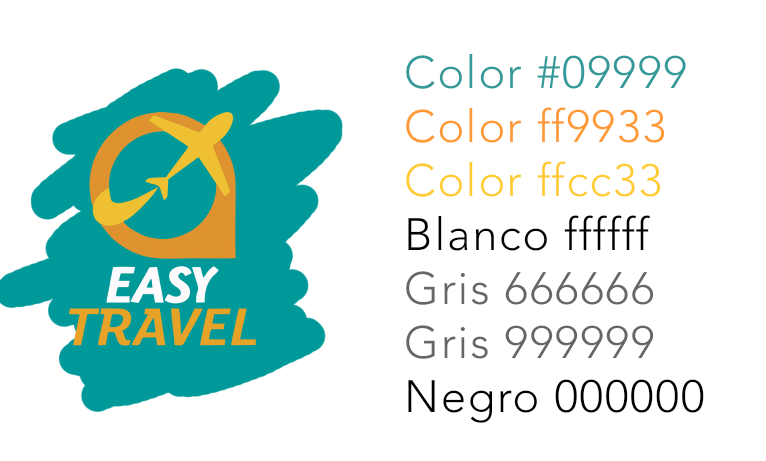 EASY
TRAVEL
Color #09999
Color ff9933
Color ffcc33
Blanco ffffff
Gris 666666
Gris 999999
Negro 000000